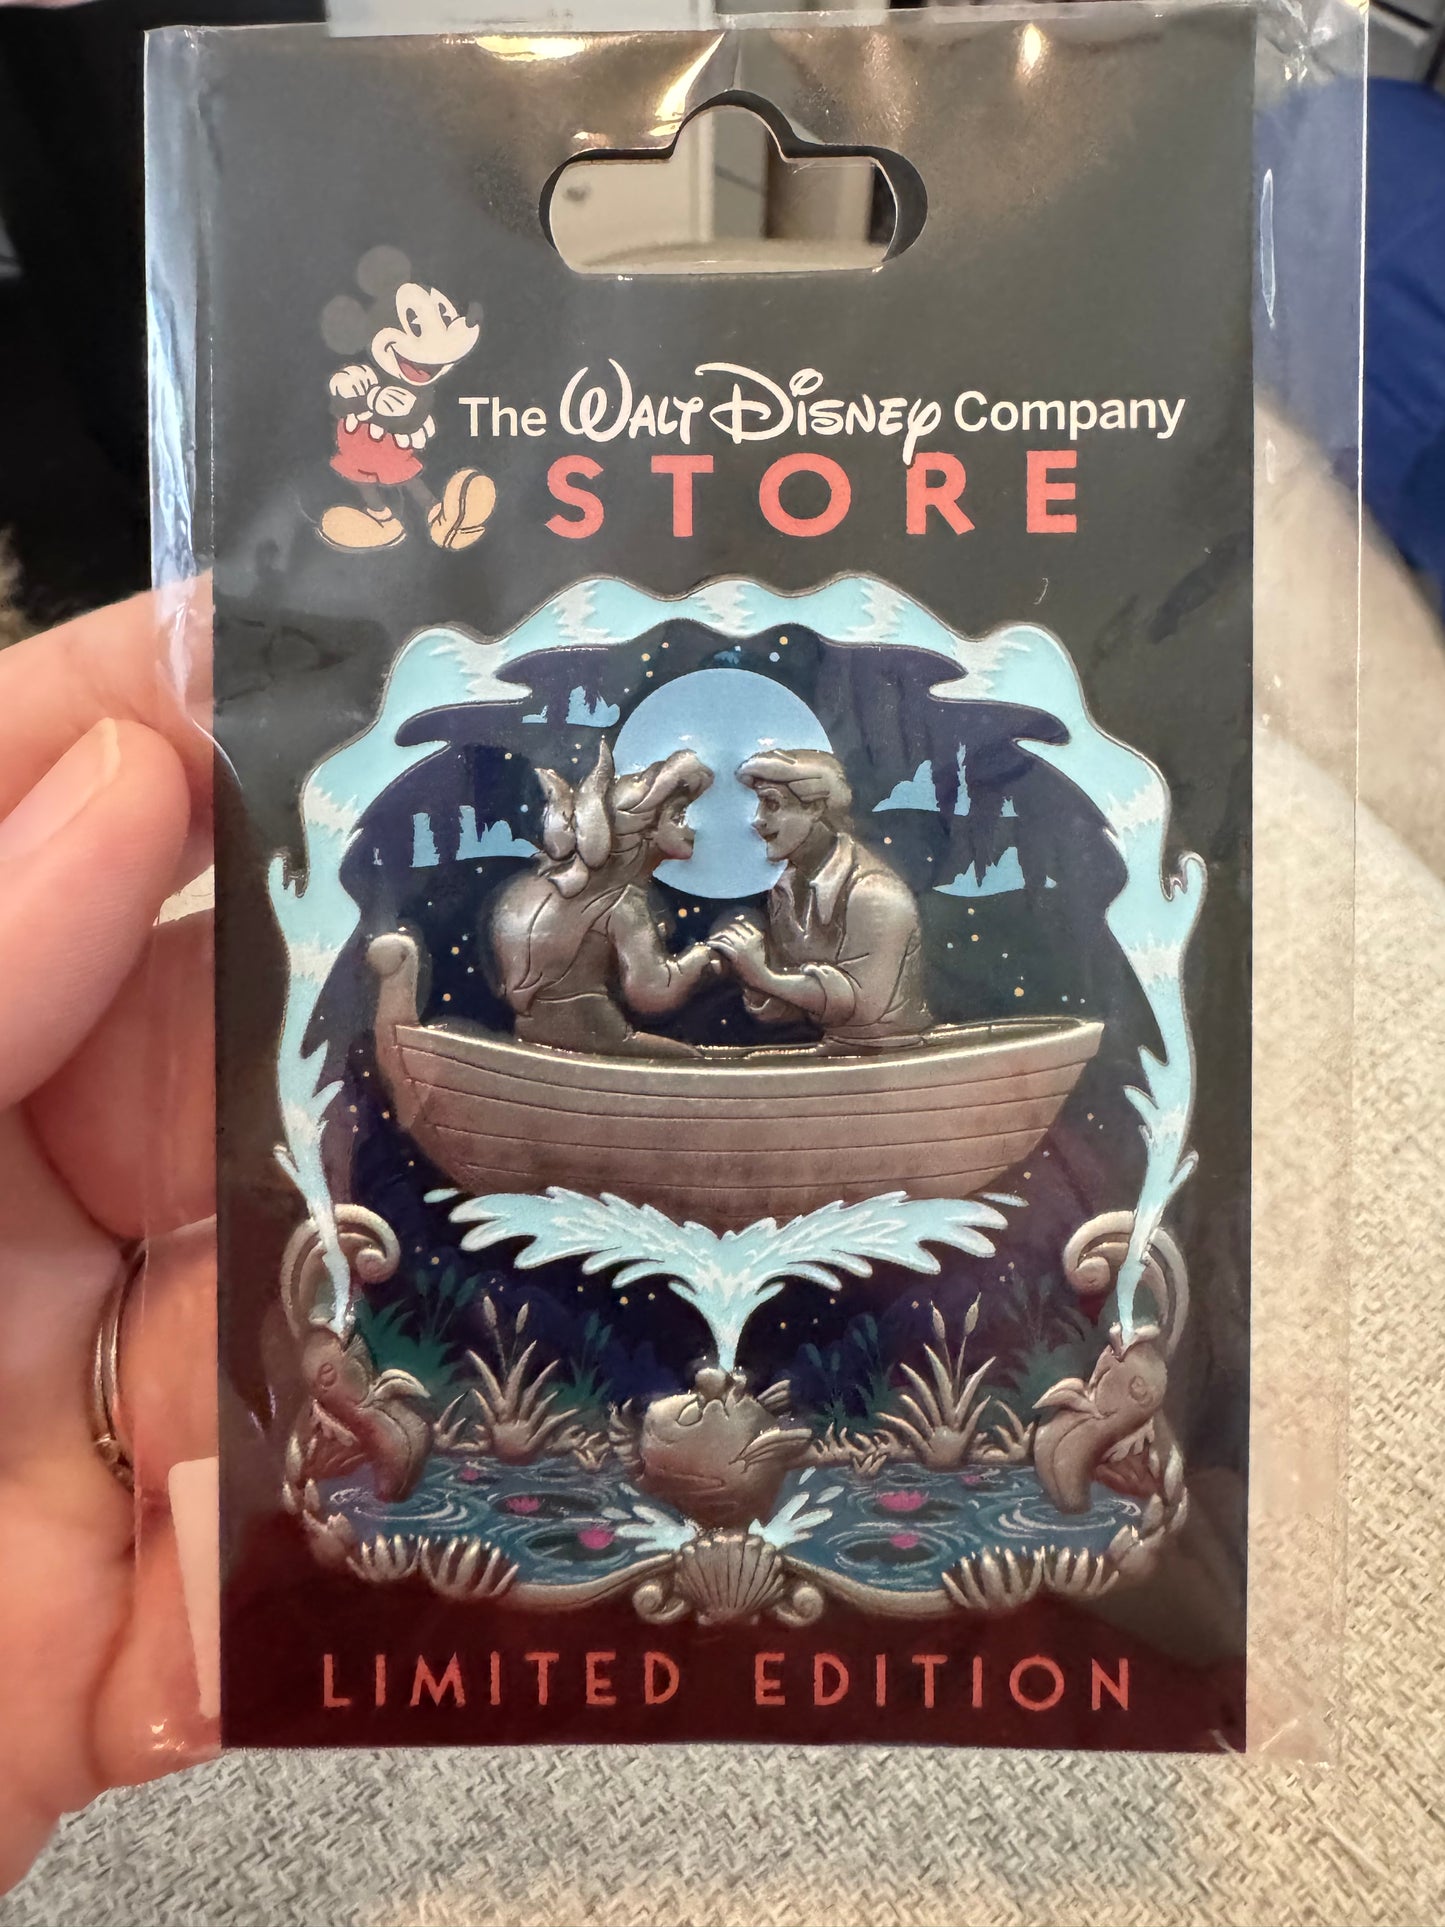 The Walt Disney Company
STORE
LIMITED EDITION